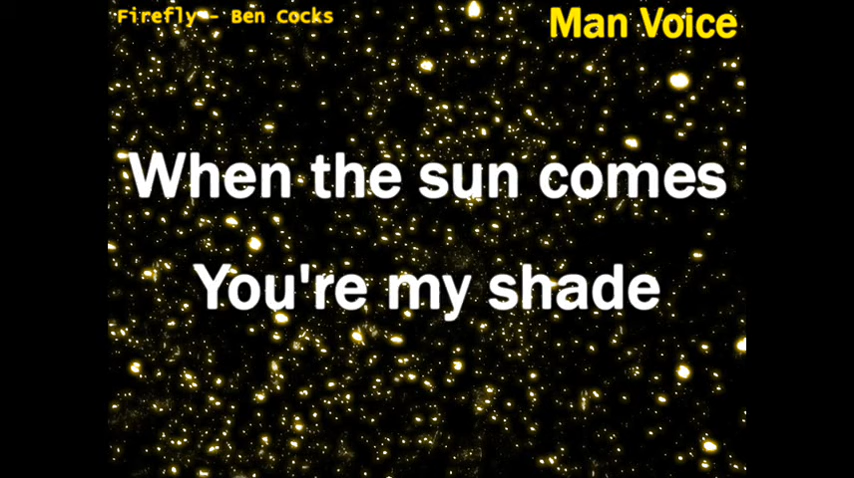 Firefly - Ben Cocks
Man Voice
When the sun comes
You're my shade